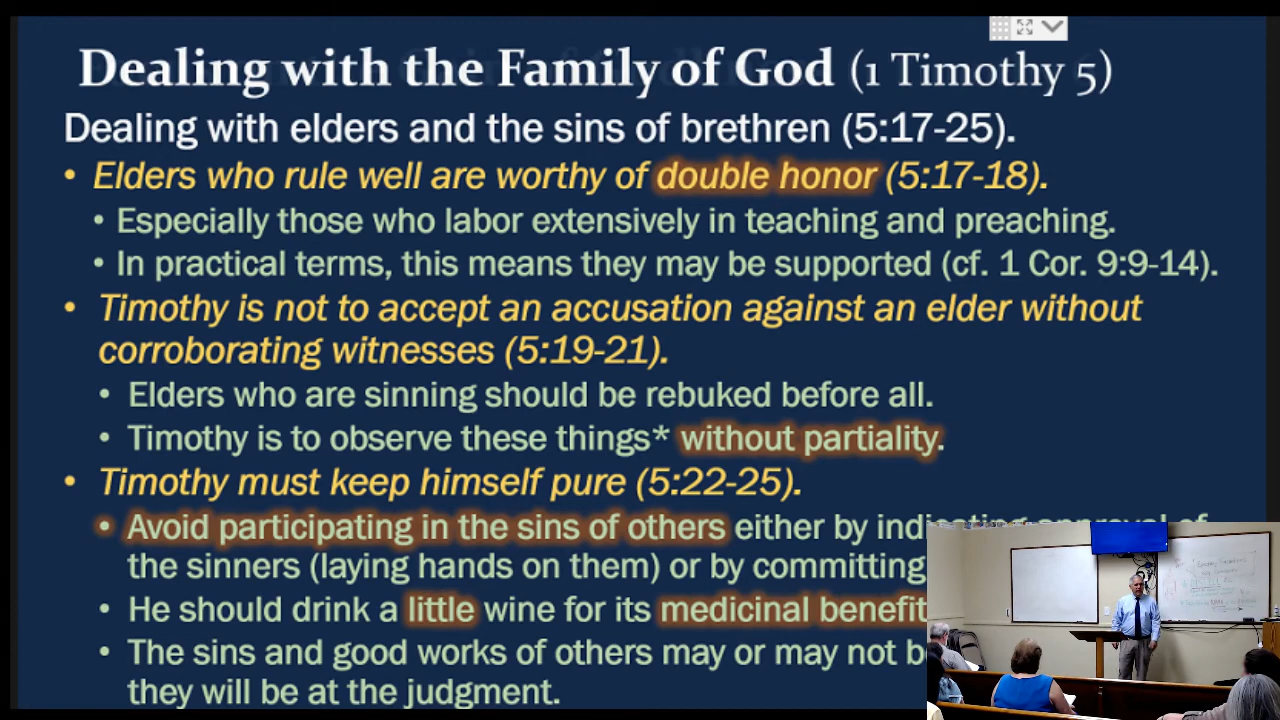 Dealing with the Family of God (1 Timothy 5)
Dealing with elders and the sins of brethren (5:17-25).
• Elders who rule well are worthy of double honor (5:17-18).
• Especially those who labor extensively in teaching and preaching.
• In practical terms, this means they may be supported (cf. 1 Cor. 9:9-14).
• Timothy is not to accept an accusation against an elder without
corroborating witnesses (5:19-21).
• Elders who are sinning should be rebuked before all.
• Timothy is to observe these things* without partiality.
• Timothy must keep himself pure (5:22-25).
• Avoid participating in the sins of others either by indicating approval of
the sinners (laying hands on them) or by committing
• He should drink a little wine for its medicinal benefit
• The sins and good works of others may or may not b
they will be at the judgment.